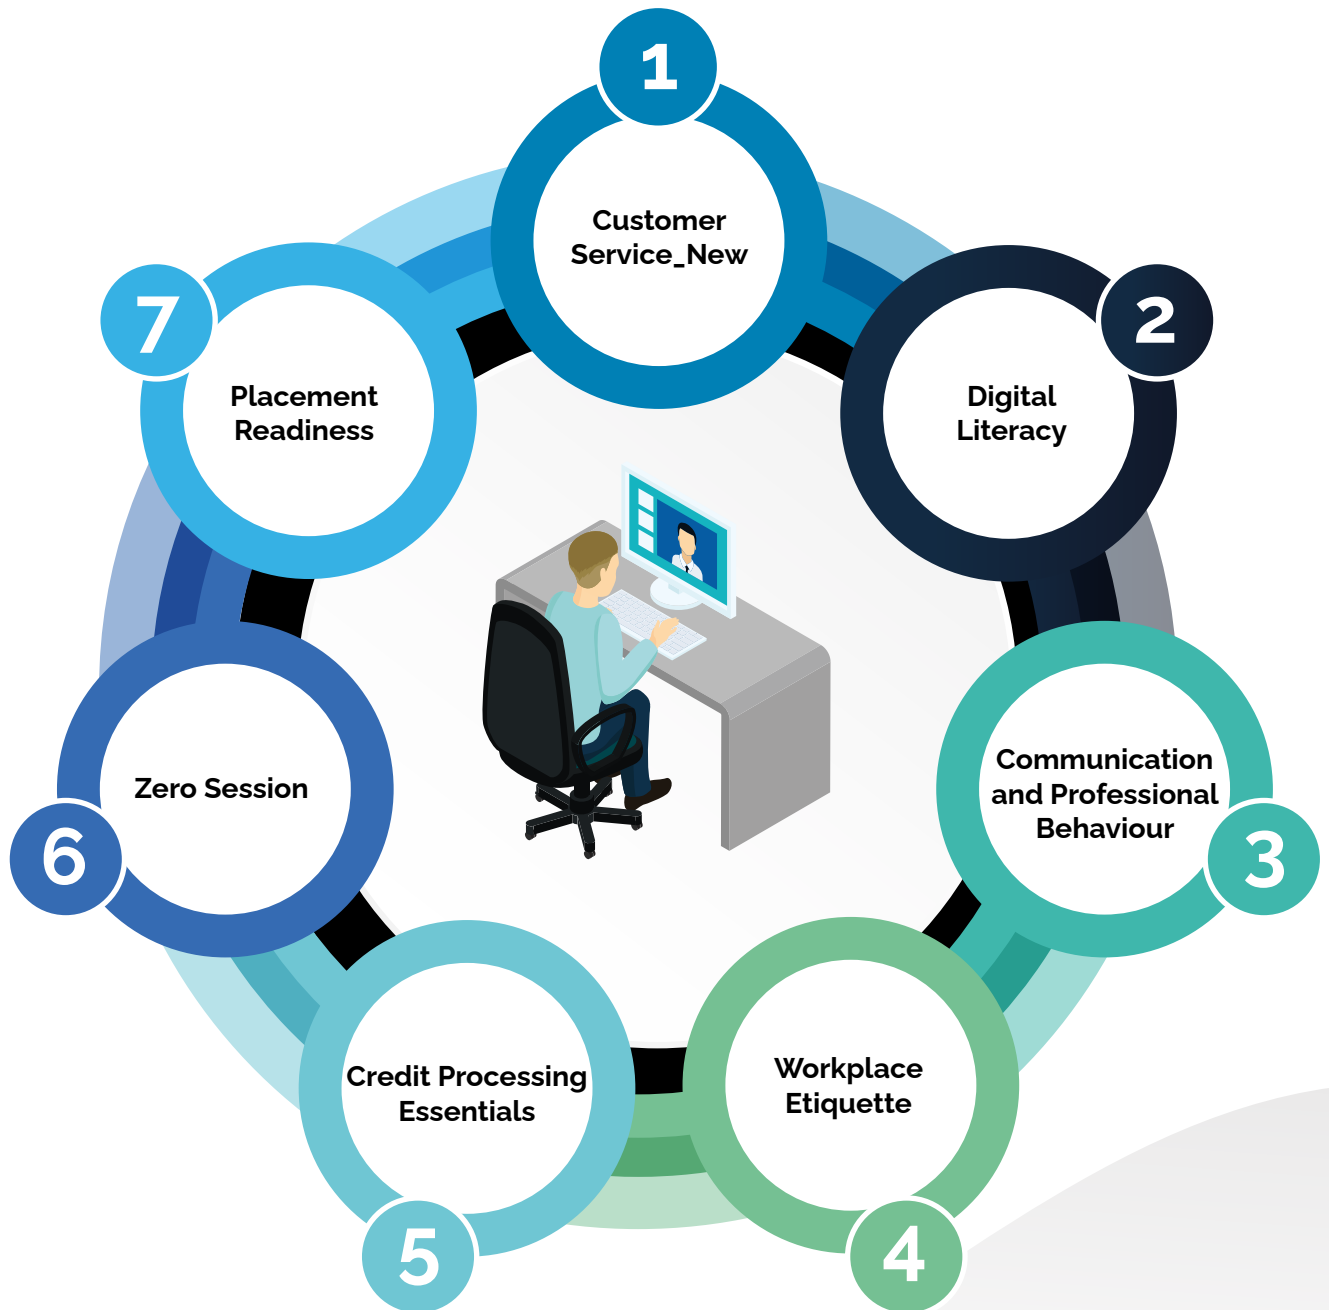 1
Customer
Service_New
2
Digital
Literacy
3
Communication
and Professional
Behaviour
4
Workplace
Etiquette
5
Credit Processing
Essentials
6
Zero Session
7
Placement
Readiness